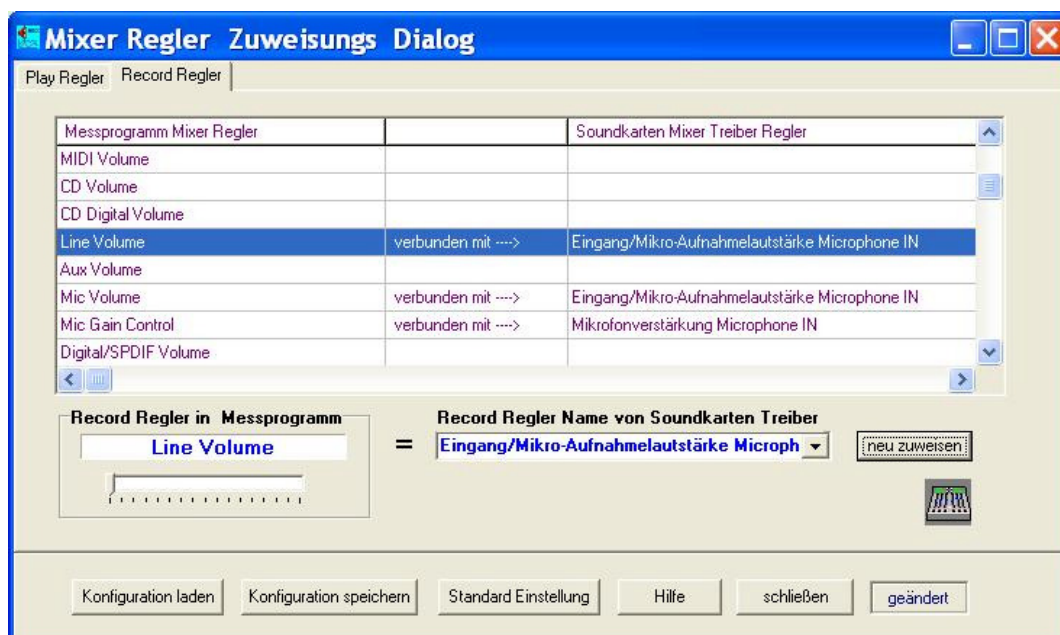 Mixer Regler Zuweisungs Dialog
Play Regler Record Regler
Messprogramm Mixer Regler Soundkarten Mixer Treiber Regler
MIDI Volume
CD Volume
CD Digital Volume
Line Volume verbunden mit ----> Eingang/Mikro-Aufnahmelautstärke Microphone IN
Aux Volume
Mic Volume verbunden mit ----> Eingang/Mikro-Aufnahmelautstärke Microphone IN
Mic Gain Control verbunden mit ----> Mikrofonverstärkung Microphone IN
Digital/SPDIF Volume
Record Regler in Messprogramm Record Regler Name von Soundkarten Treiber
Line Volume = Eingang/Mikro-Aufnahmelautstärke Microph neu zuweisen
Konfiguration laden Konfiguration speichern Standard Einstellung Hilfe schließen geändert